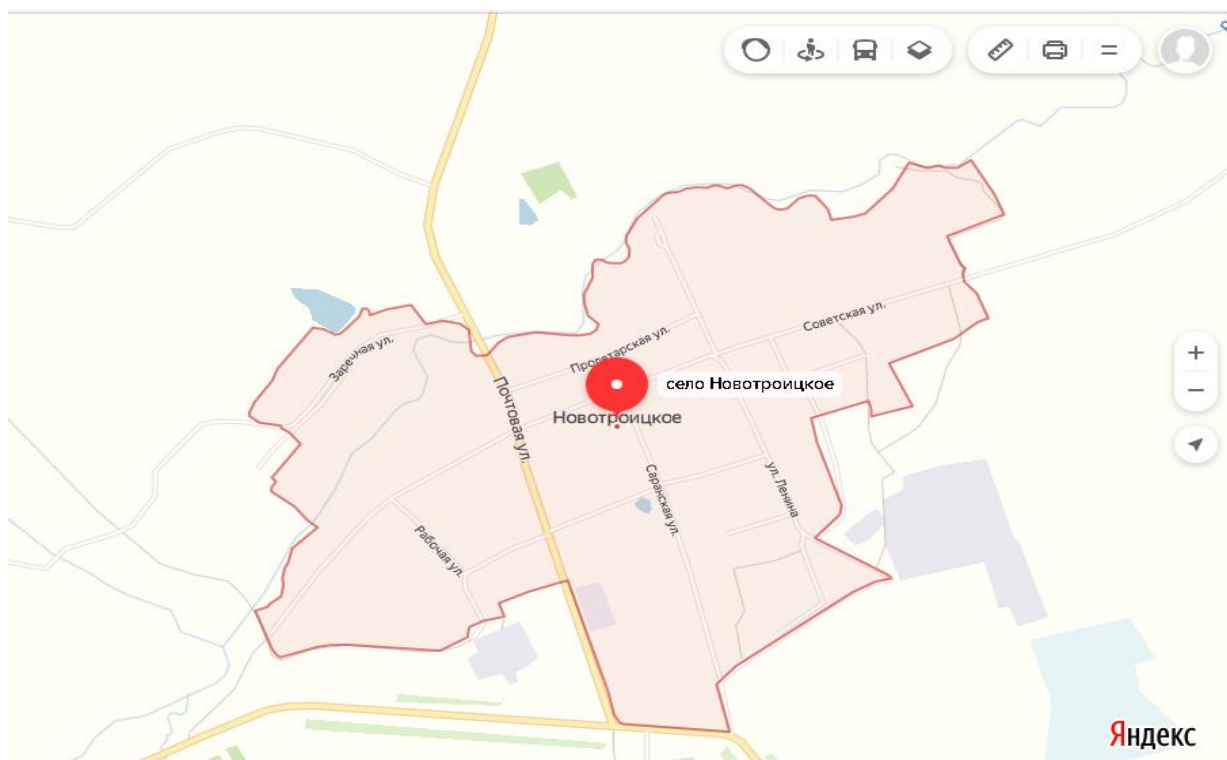 Советская ул.
Пролетарская ул.
Заречная ул.
село Новотроицкое
Почтовая ул.
Новотроицкое
Саранская ул.
ул. Ленина
Рабочая ул.
Яндекс